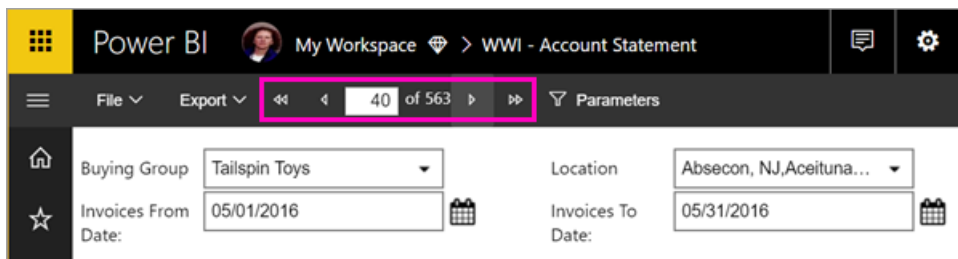 Power BI My Workspace > WWI - Account Statement
File Export 40 of 563 Parameters
Buying Group Tailspin Toys Location Absecon, NJ,Aceituna...
Invoices From 05/01/2016 Invoices To 05/31/2016
Date: Date: